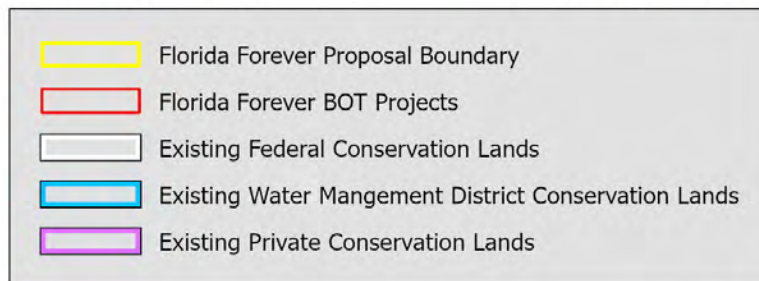 Florida Forever Proposal Boundary
Florida Forever BOT Projects
Existing Federal Conservation Lands
Existing Water Mangement District Conservation Lands
Existing Private Conservation Lands